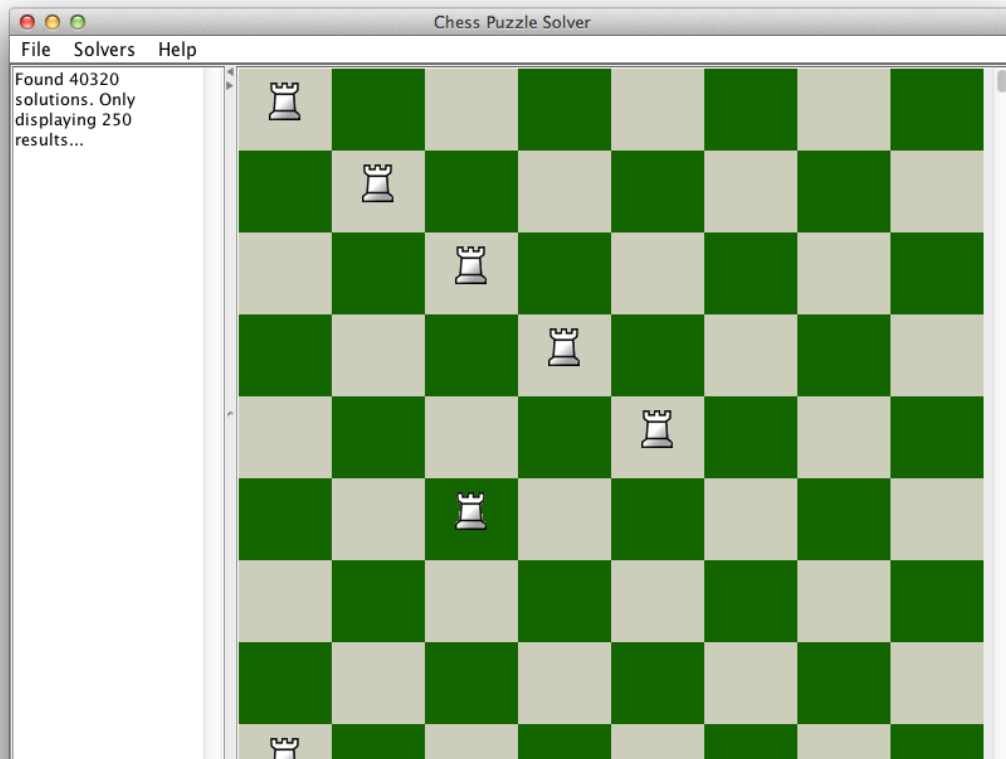 Chess Puzzle Solver
File Solvers Help
Found 40320
solutions. Only
displaying 250
results...